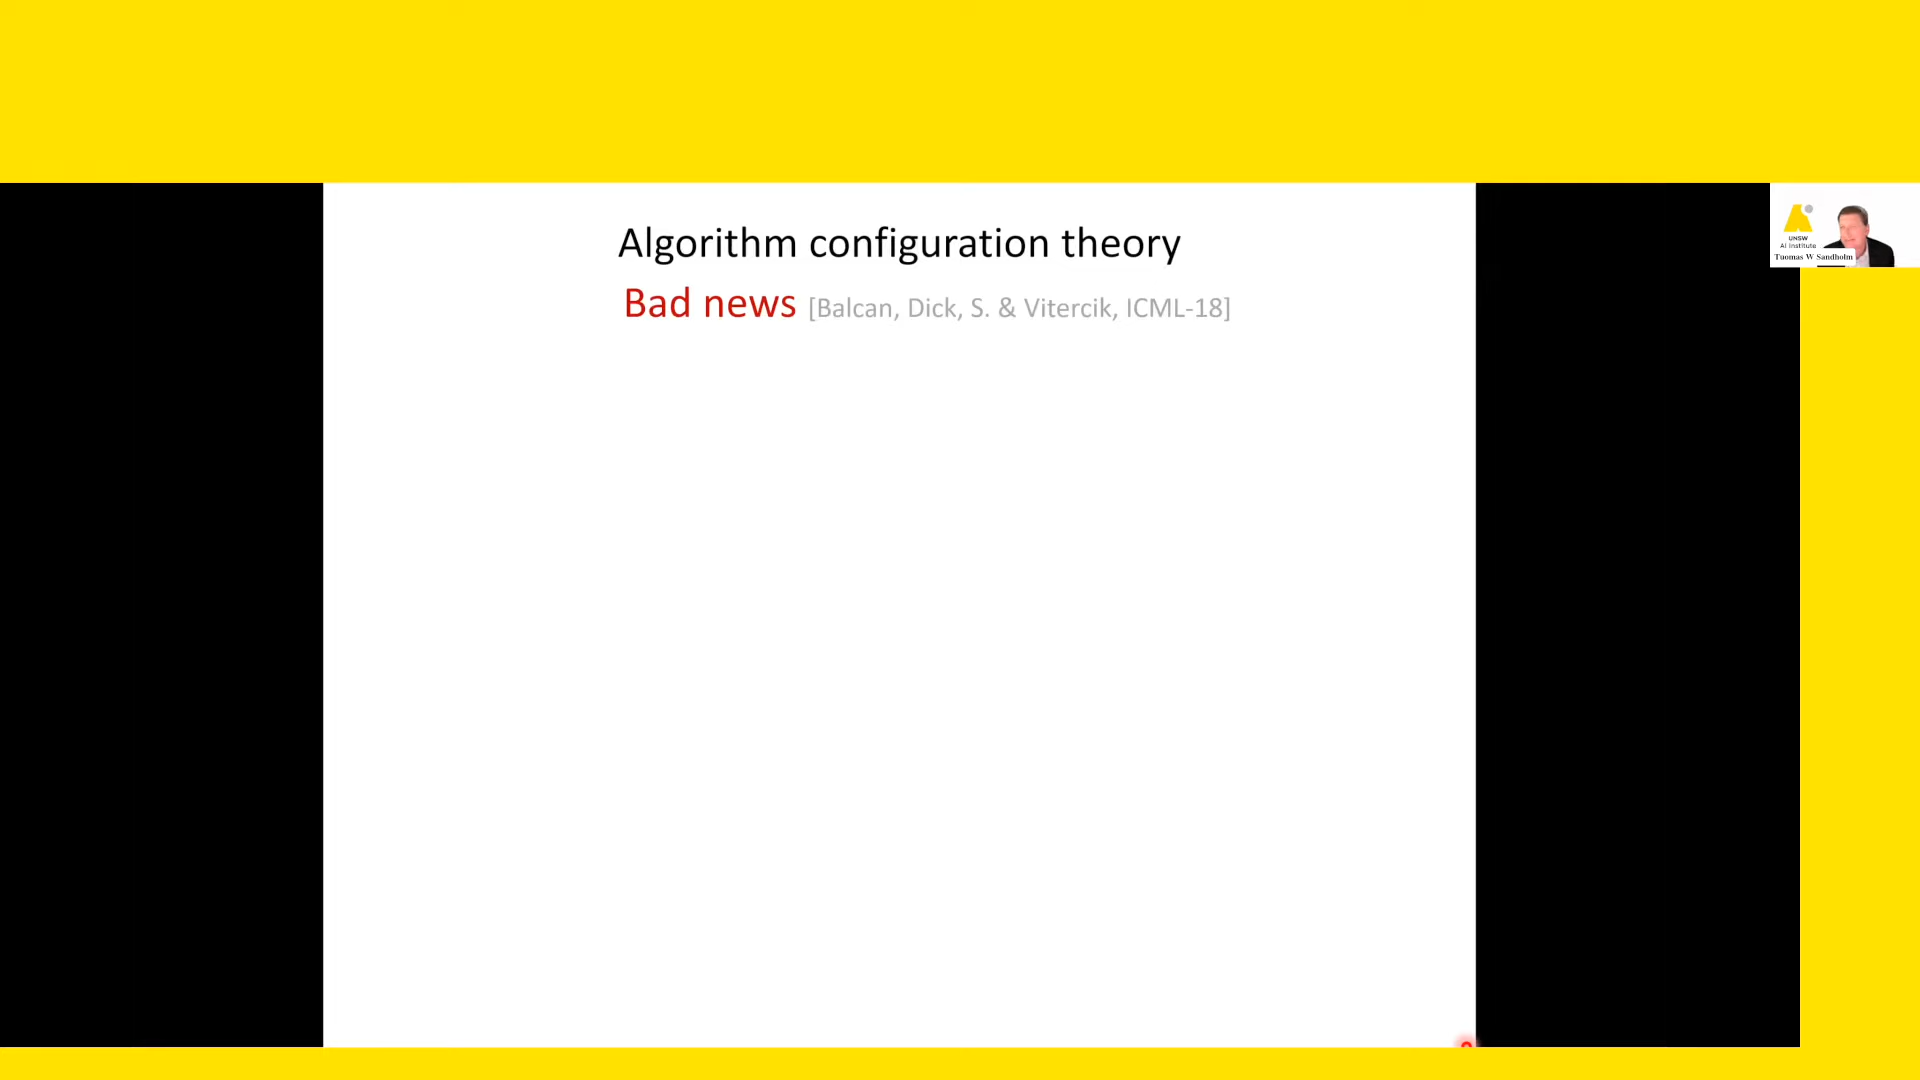 Algorithm configuration theory
Bad news [Balcan, Dick, S. & Vitercik, ICML-18]
UNSW
AI Institute
Tuomas W Sandholm